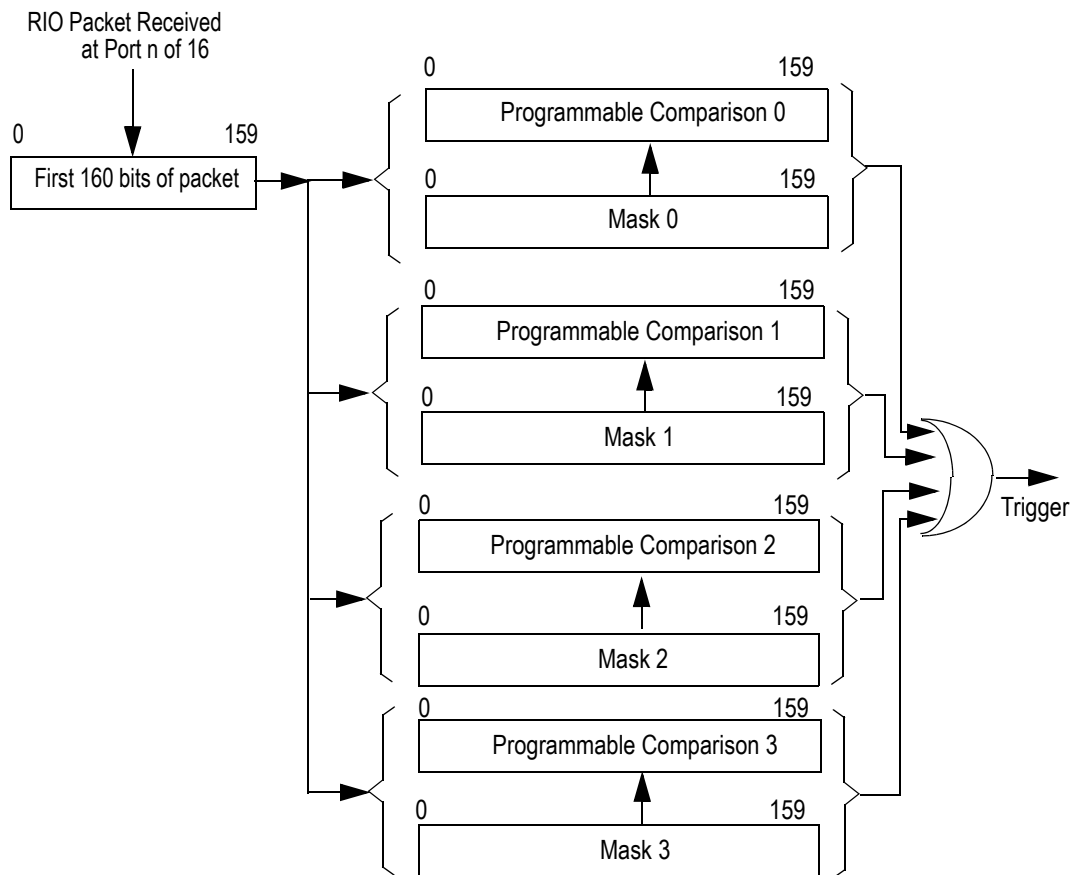 RIO Packet Received
at Port n of 16
0 159
First 160 bits of packet
0 159
Programmable Comparison 0
0 159
Mask 0
0 159
Programmable Comparison 1
0 159
Mask 1
0 159
Programmable Comparison 2
0 159
Mask 2
0 159
Programmable Comparison 3
0 159
Mask 3
Trigger